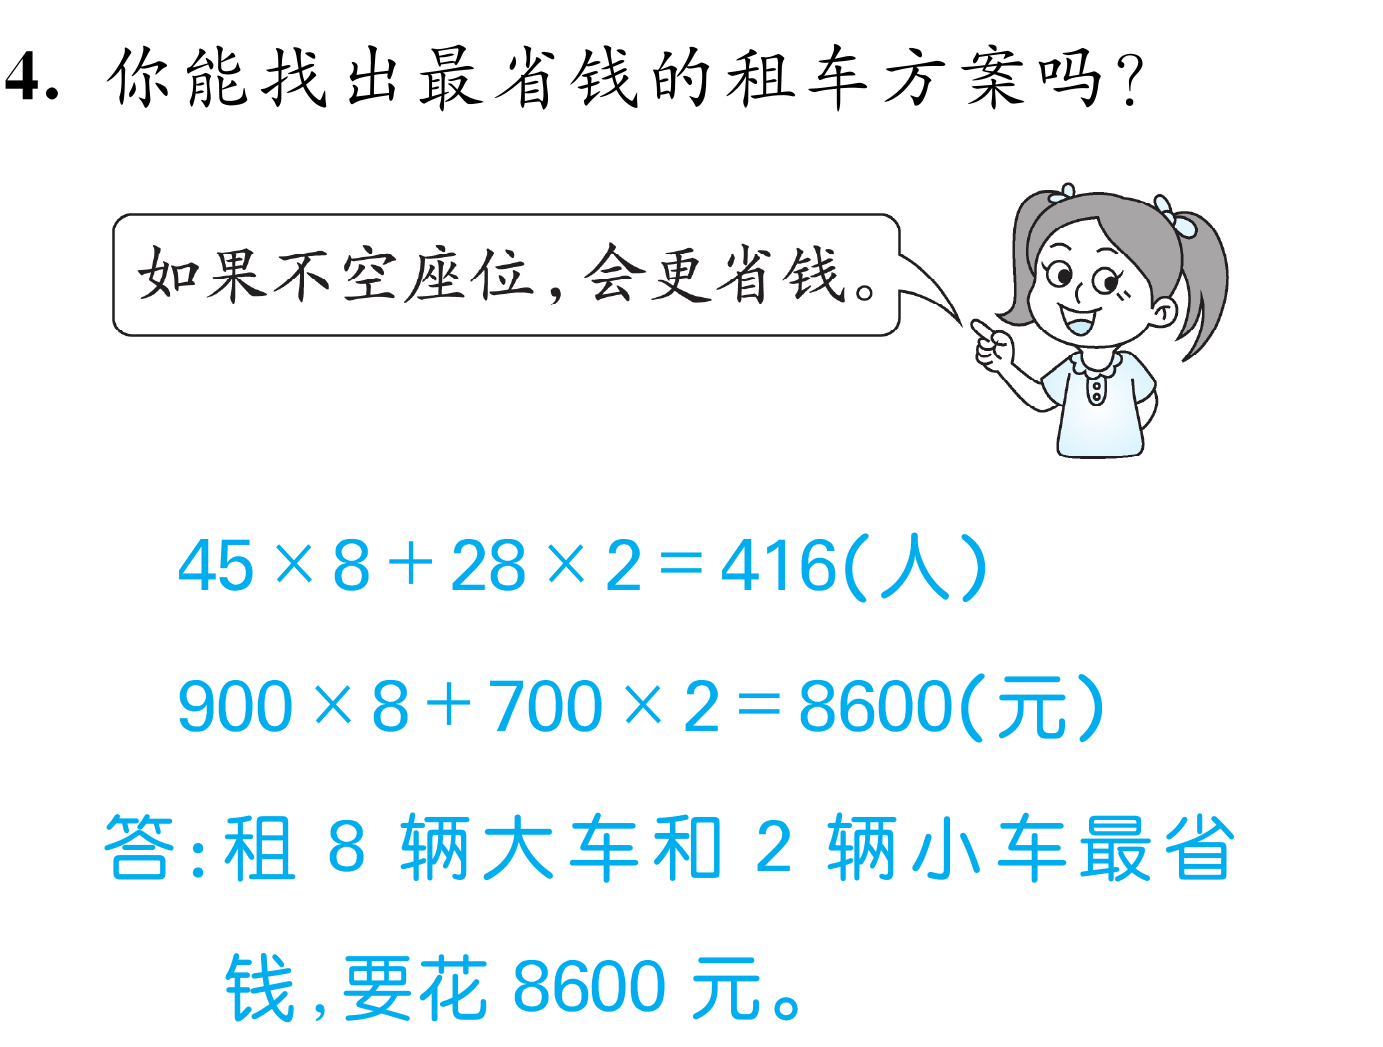 4. 你能找出最省钱的租车方案吗?
如果不空座位,会更省钱。
45×8+28×2=416(人)
900×8+700×2=8600(元)
答:租 8 辆大车和 2 辆小车最省
钱,要花 8600 元。